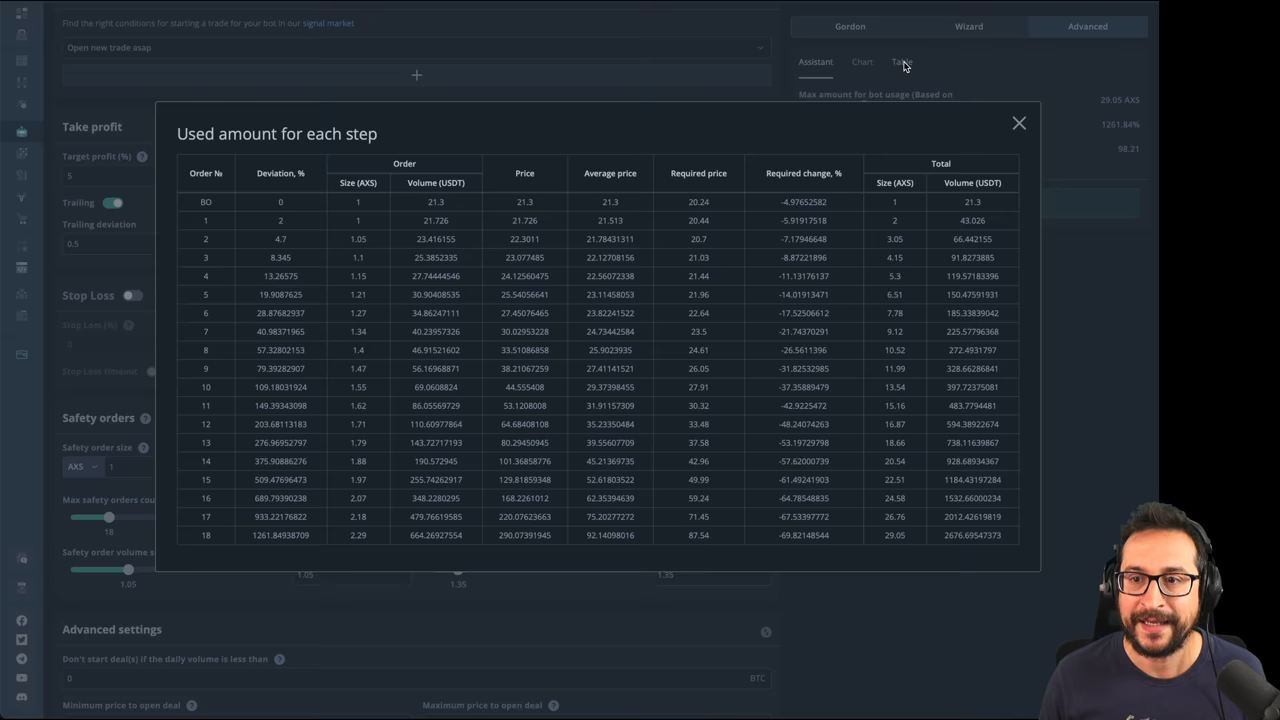 Find the right conditions for starting a trade for your bot in our signal market
Open new trade asap
Gordon Wizard Advanced
Assistant Chart Table
Max amount for bot usage (Based on
29.05 AXS
1261.84%
98.21
Take profit
Target profit (%)
5
Trailing
Trailing deviation
0.5
Stop Loss
Stop Loss (%)
0
Stop Loss timeout
Safety orders
Safety order size
AXS 1
Max safety orders cou
18
Safety order volume s
1.05
1.05
1.35
1.35
Used amount for each step
Order № Deviation, % Order Price Average price Required price Required change, % Total
Size (AXS) Volume (USDT) Size (AXS) Volume (USDT)
BO 0 1 21.3 21.3 21.3 20.24 -4.97652582 1 21.3
1 2 1 21.726 21.726 21.513 20.44 -5.91917518 2 43.026
2 4.7 1.05 23.416155 22.3011 21.78431311 20.7 -7.17946648 3.05 66.442155
3 8.345 1.1 25.3852335 23.077485 22.12708156 21.03 -8.87221896 4.15 91.8273885
4 13.26575 1.15 27.74444546 24.12560475 22.56072338 21.44 -11.13176137 5.3 119.57183396
5 19.9087625 1.21 30.90408535 25.54056641 23.11458053 21.96 -14.01913471 6.51 150.47591931
6 28.87682937 1.27 34.86247111 27.45076465 23.82241522 22.64 -17.52506612 7.78 185.33839042
7 40.98371965 1.34 40.23957326 30.02953228 24.73442584 23.5 -21.74370291 9.12 225.57796368
8 57.32802153 1.4 46.91521602 33.51086858 25.9023935 24.61 -26.5611396 10.52 272.4931797
9 79.39282907 1.47 56.16968871 38.21067259 27.41141521 26.05 -31.82532985 11.99 328.66286841
10 109.18031924 1.55 69.0608824 44.555408 29.37398455 27.91 -37.35889479 13.54 397.72375081
11 149.39343098 1.62 86.05569729 53.1208008 31.91157309 30.32 -42.9225472 15.16 483.7794481
12 203.68113183 1.71 110.60977864 64.68408108 35.23350484 33.48 -48.24074263 16.87 594.38922674
13 276.96952797 1.79 143.72717193 80.29450945 39.55607709 37.58 -53.19729798 18.66 738.11639867
14 375.90886276 1.88 190.572945 101.36858776 45.21369735 42.96 -57.62000739 20.54 928.68934367
15 509.47696473 1.97 255.74262917 129.81859348 52.61803522 49.99 -61.49241903 22.51 1184.43197284
16 689.79390238 2.07 348.2280295 168.2261012 62.35394639 59.24 -64.78548835 24.58 1532.66000234
17 933.22176822 2.18 479.76619585 220.07623663 75.20277272 71.45 -67.53397772 26.76 2012.42619819
18 1261.84938709 2.29 664.26927554 290.07391945 92.14098016 87.54 -69.82148544 29.05 2676.69547373
Advanced settings
Don't start deal(s) if the daily volume is less than
0 BTC
Minimum price to open deal Maximum price to open deal